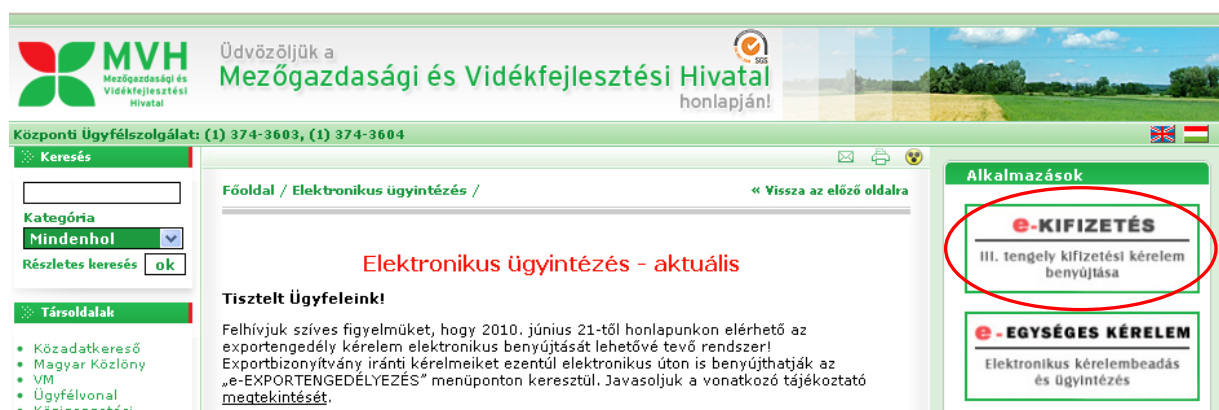 MVH
Mezőgazdasági és
Vidékfejlesztési
Hivatal
Üdvözöljük a
Mezőgazdasági és Vidékfejlesztési Hivatal
honlapján!
SGS
Központi Ügyfélszolgálat: (1) 374-3603, (1) 374-3604
Keresés
Kategória
Mindenhol
Részletes keresés ok
Társoldalak
Közadatkereső
Magyar Közlöny
VM
Ügyfélvonal
Főoldal / Elektronikus ügyintézés /
« Vissza az előző oldalra
Elektronikus ügyintézés - aktuális
Tisztelt Ügyfeleink!
Felhívjuk szíves figyelmüket, hogy 2010. június 21-től honlapunkon elérhető az
exportengedély kérelem elektronikus benyújtását lehetővé tevő rendszer!
Exportbizonyítvány iránti kérelmeiket ezentúl elektronikus úton is benyújthatják az
„e-EXPORTENGEDÉLYEZÉS” menüponton keresztül. Javasoljuk a vonatkozó tájékoztató
megtekintését.
Alkalmazások
e-KIFIZETÉS
III. tengely kifizetési kérelem
benyújtása
e - EGYSÉGES KÉRELEM
Elektronikus kérelembeadás
és ügyintézés